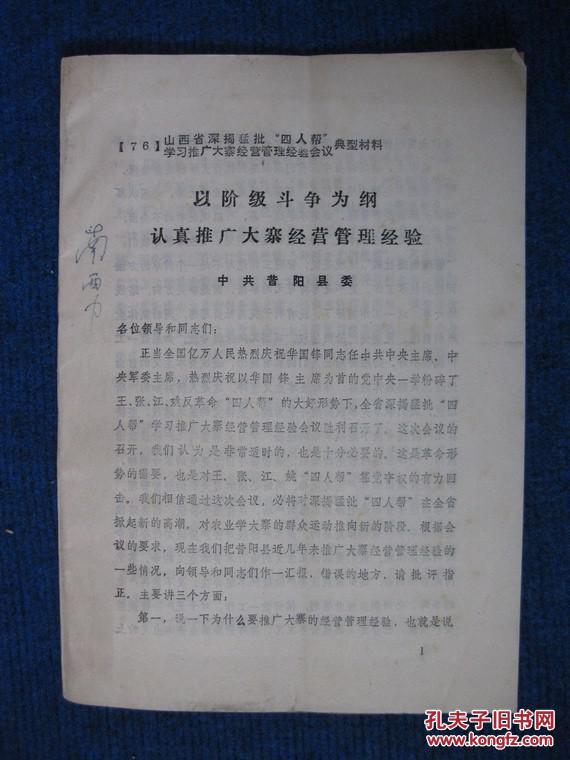 【76】山西省深揭猛批“四人帮”
学习推广大寨经营管理经验会议 典型材料
以阶级斗争为纲
认真推广大寨经营管理经验
中共昔阳县委
各位领导和同志们：
正当全国亿万人民热烈庆祝华国锋同志任中共中央主席、中
央军委主席，热烈庆祝以华国锋主席为首的党中央一举粉碎了
王、张、江、姚反革命“四人帮”的大好形势下，全省深揭猛批“四
人帮”学习推广大寨经营管理经验会议胜利召开了。这次会议的
召开，我们认为是非常适时的，也是十分必要的。这是革命形
势的需要，也是对王、张、江、姚“四人帮”篡党夺权的有力回
击。我们相信通过这次会议，必将对深揭猛批“四人帮”在全省
掀起新的高潮，对农业学大寨的群众运动推向新的阶段。根据会
议的要求，现在我们把昔阳县近几年来推广大寨经营管理经验的
一些情况，向领导和同志们作一汇报，错误的地方，请批评指
正。主要讲三个方面：
第一，说一下为什么要推广大寨的经营管理经验，也就是说
1
孔夫子旧书网
www.kongfz.com